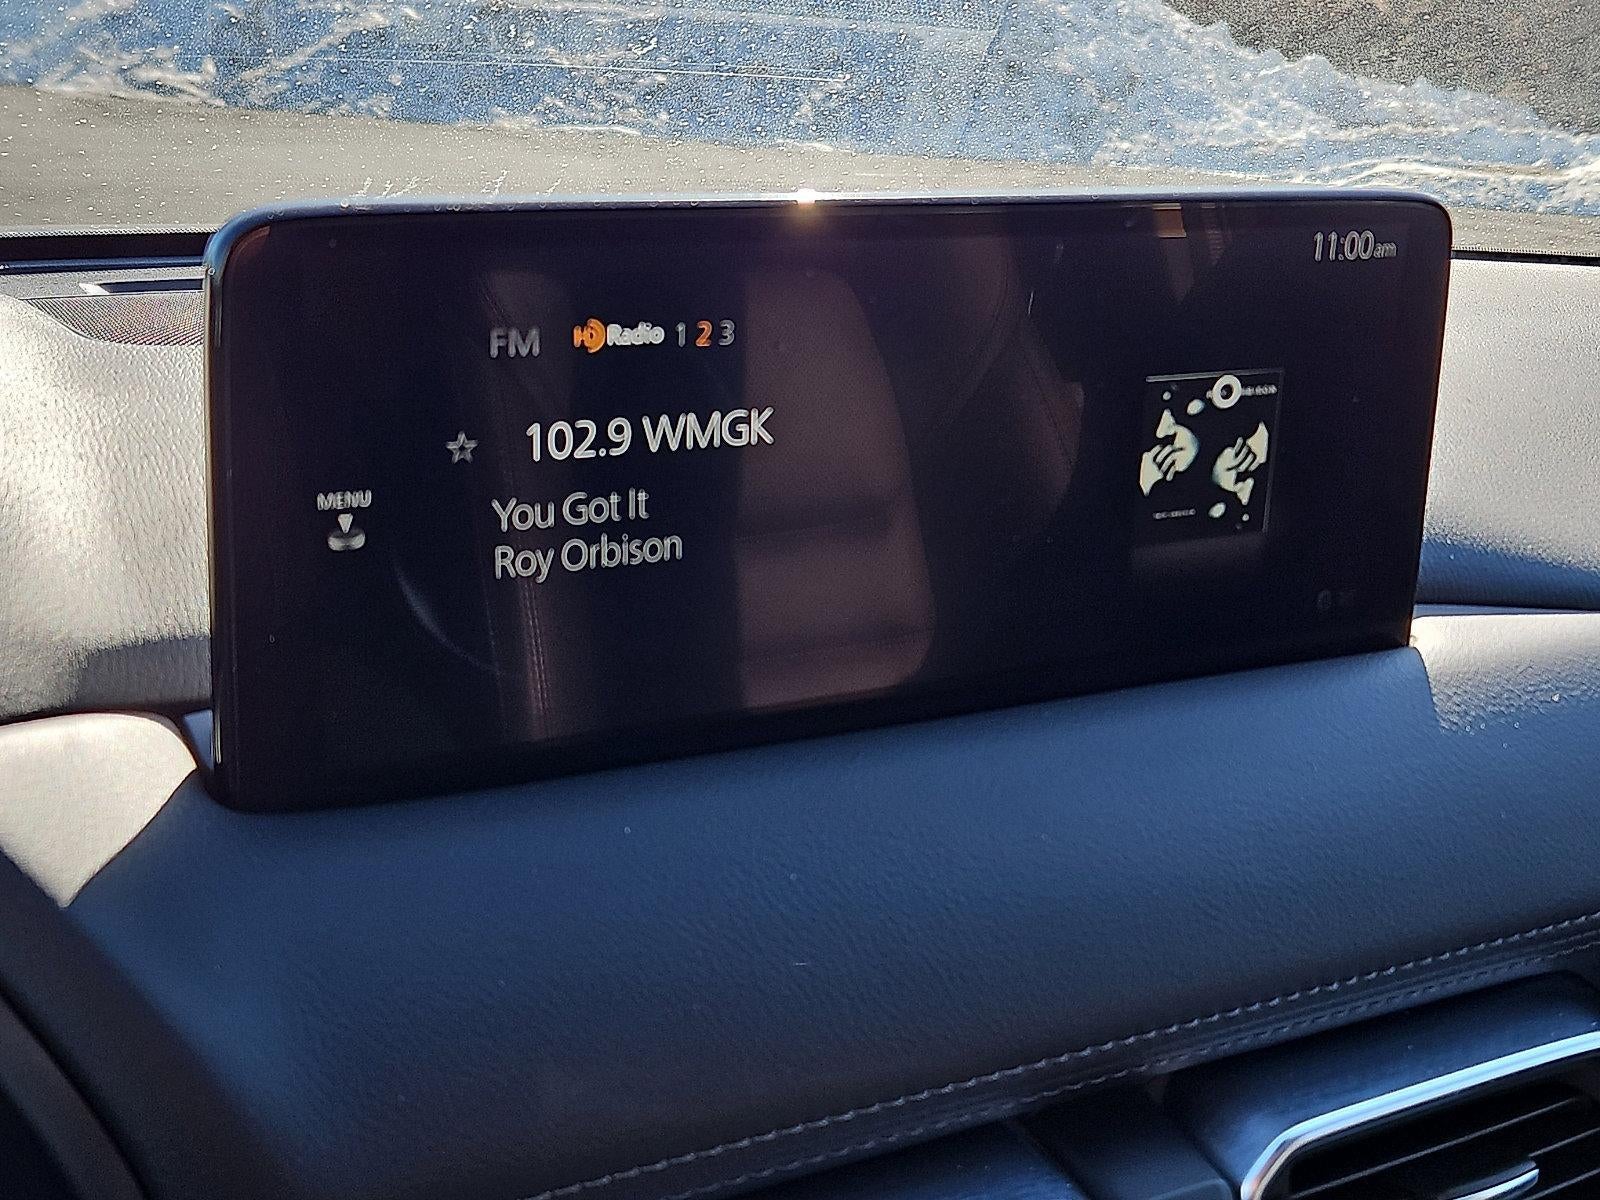 11:00am
FM HD Radio 1 2 3
102.9 WMGK
MENU
You Got It
Roy Orbison